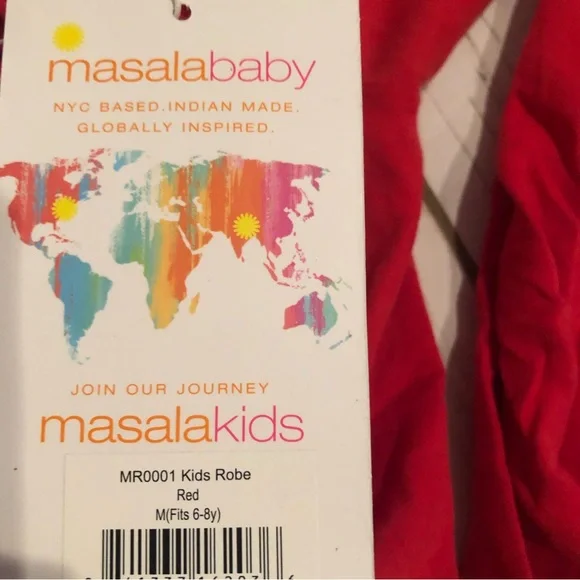 masalababy
NYC BASED.INDIAN MADE.
GLOBALLY INSPIRED.
JOIN OUR JOURNEY
masalakids
MR0001 Kids Robe
Red
M(Fits 6-8y)